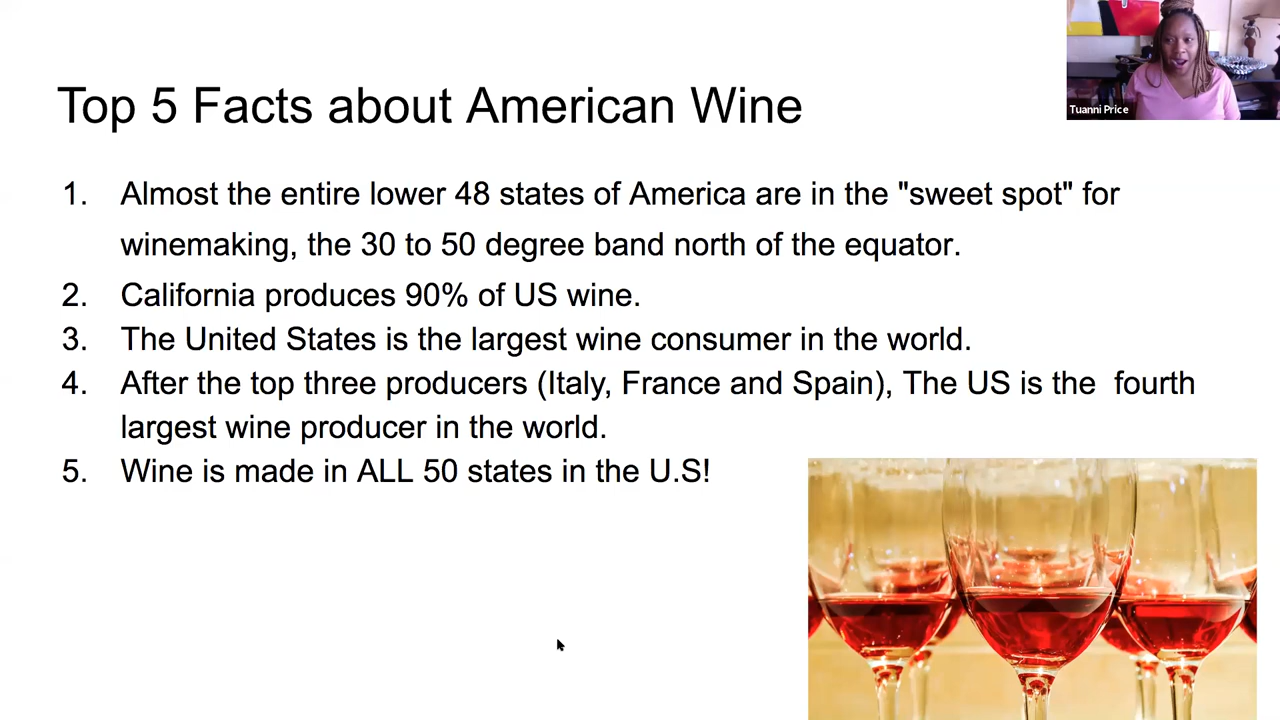 Tuanni Price
Top 5 Facts about American Wine
1. Almost the entire lower 48 states of America are in the "sweet spot" for
winemaking, the 30 to 50 degree band north of the equator.
2. California produces 90% of US wine.
3. The United States is the largest wine consumer in the world.
4. After the top three producers (Italy, France and Spain), The US is the  fourth
largest wine producer in the world.
5. Wine is made in ALL 50 states in the U.S!